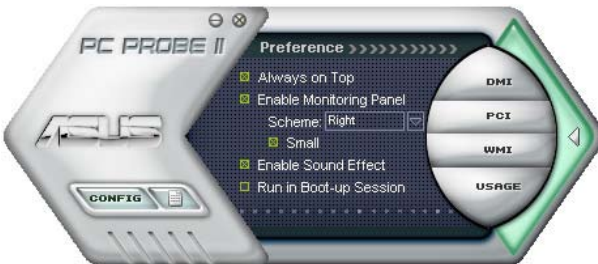 PC PROBE II
Preference >>>>>>>>>>>
Always on Top
Enable Monitoring Panel
Scheme: Right
Small
Enable Sound Effect
Run in Boot-up Session
ASUS
CONFIG
DMI
PCI
WMI
USAGE